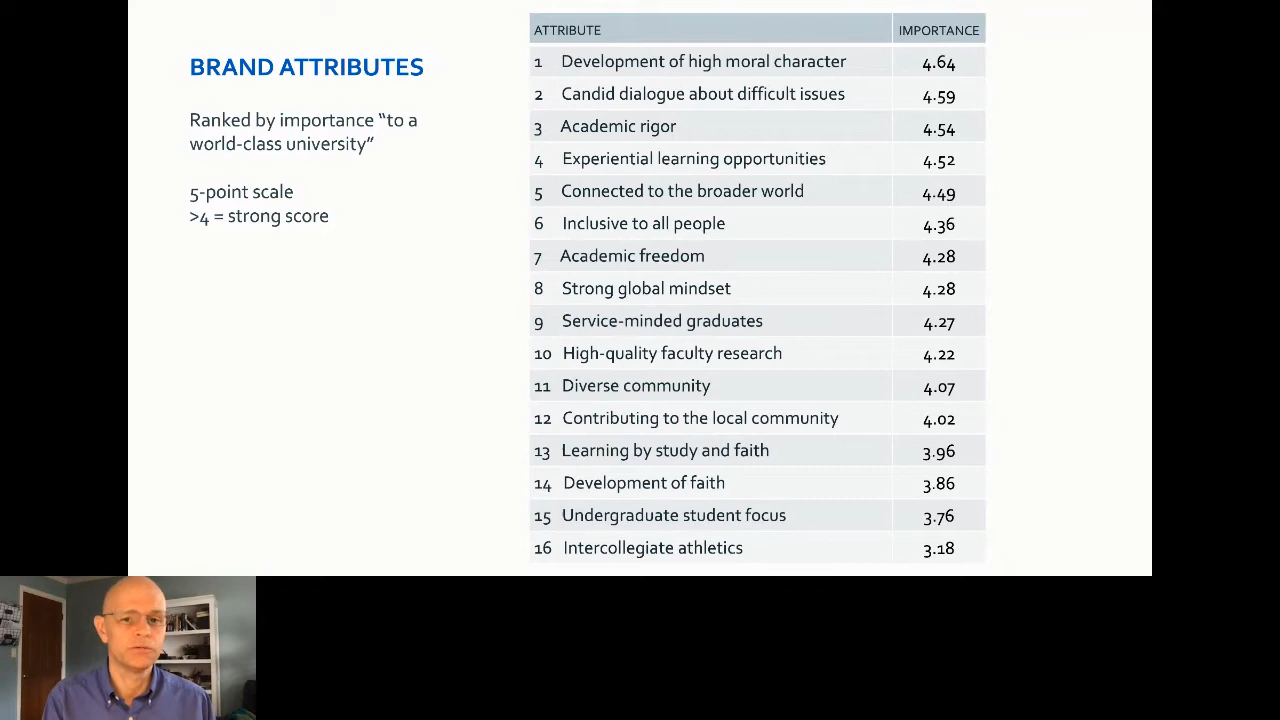 BRAND ATTRIBUTES
Ranked by importance “to a
world-class university”
5-point scale
>4 = strong score
ATTRIBUTE IMPORTANCE
1 Development of high moral character 4.64
2 Candid dialogue about difficult issues 4.59
3 Academic rigor 4.54
4 Experiential learning opportunities 4.52
5 Connected to the broader world 4.49
6 Inclusive to all people 4.36
7 Academic freedom 4.28
8 Strong global mindset 4.28
9 Service-minded graduates 4.27
10 High-quality faculty research 4.22
11 Diverse community 4.07
12 Contributing to the local community 4.02
13 Learning by study and faith 3.96
14 Development of faith 3.86
15 Undergraduate student focus 3.76
16 Intercollegiate athletics 3.18